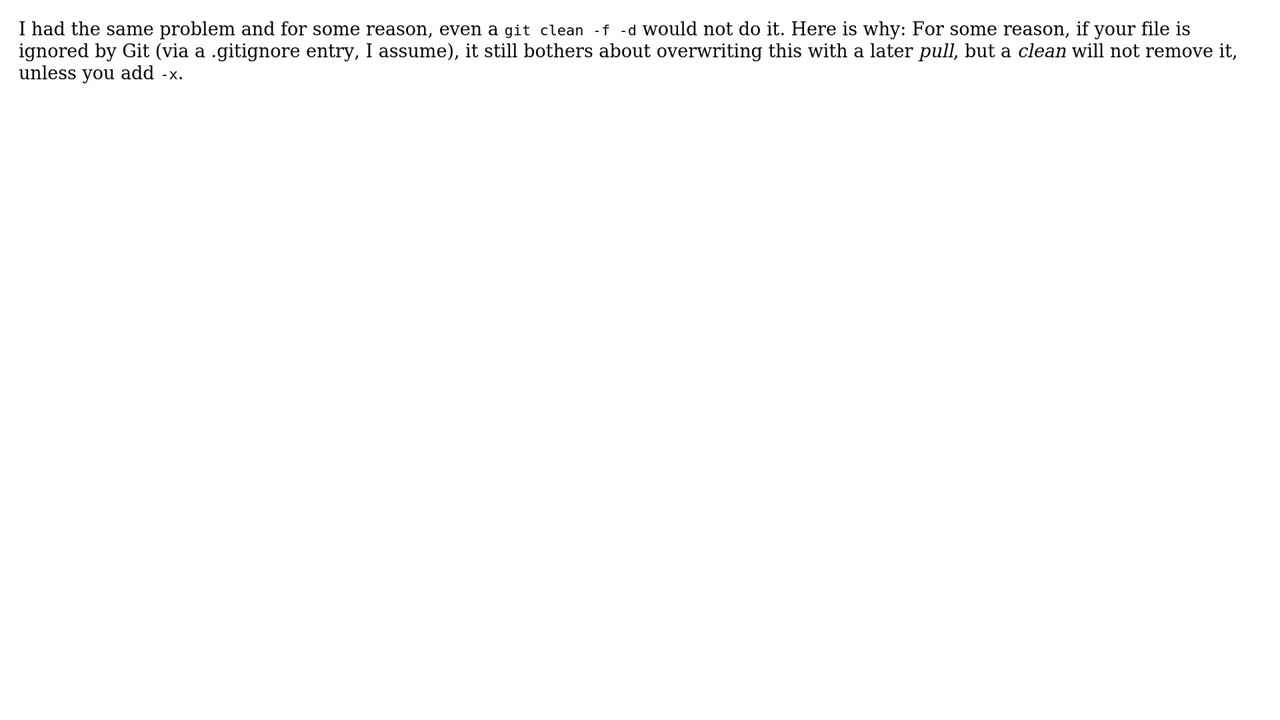 I had the same problem and for some reason, even a git clean -f -d would not do it. Here is why: For some reason, if your file is
ignored by Git (via a .gitignore entry, I assume), it still bothers about overwriting this with a later pull, but a clean will not remove it,
unless you add -x.